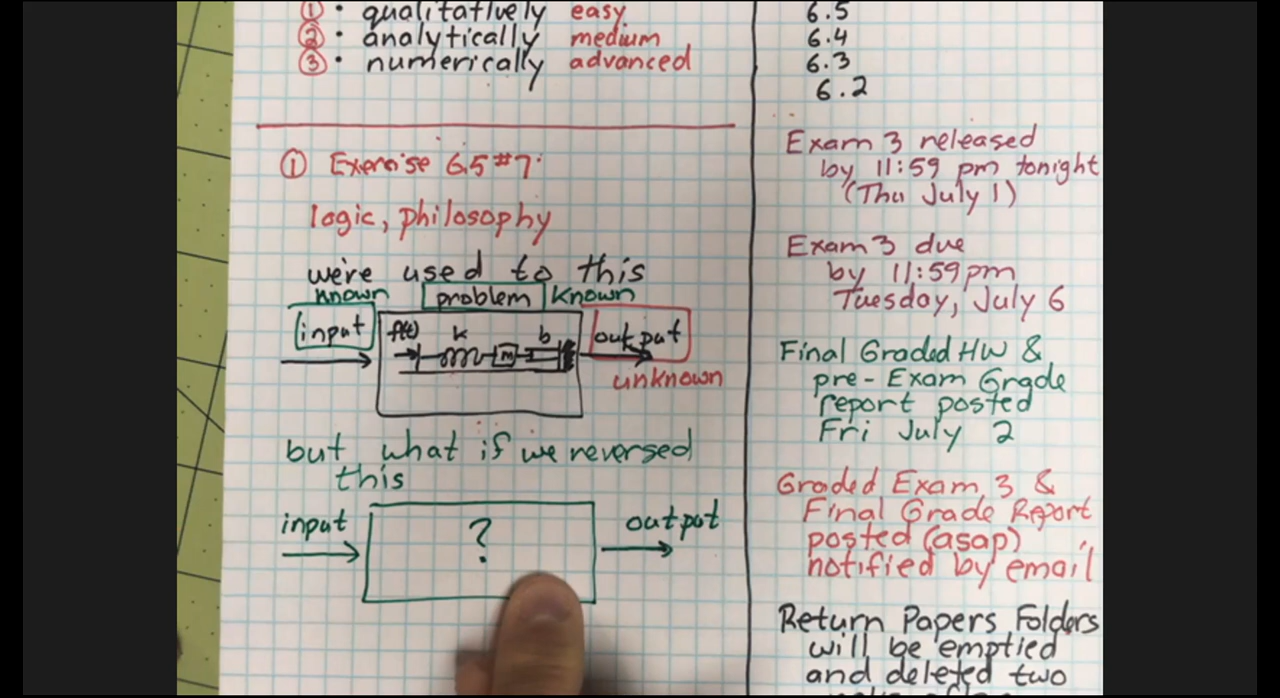 ① • qualitatively easy
② • analytically medium
③ • numerically advanced
① Exercise 6.5 #7:
logic, philosophy
we're used to this
known problem known
input f(t) k m b output
unknown
but what if we reversed
this
input ? output
6.5
6.4
6.3
6.2
Exam 3 released
by 11:59 pm tonight
(Thu July 1)
Exam 3 due
by 11:59pm
Tuesday, July 6
Final Graded HW &
pre-Exam Grade
report posted
Fri July 2
Graded Exam 3 &
Final Grade Report
posted (asap)
notified by email
Return Papers Folders
will be emptied
and deleted two